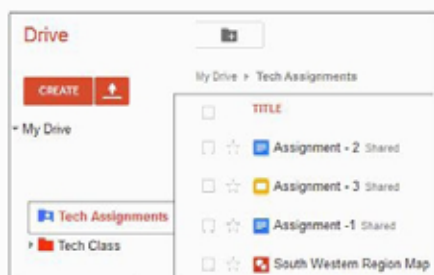 Drive
CREATE
My Drive
Tech Assignments
Tech Class
My Drive ▸ Tech Assignments
TITLE
Assignment - 2 Shared
Assignment - 3 Shared
Assignment -1 Shared
South Western Region Map